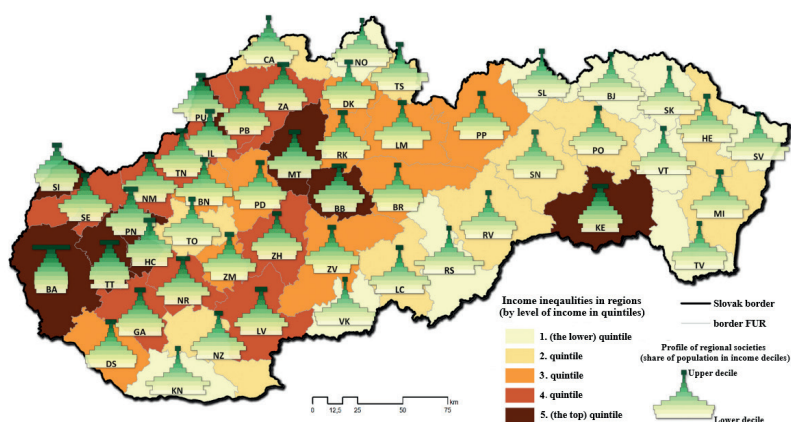 CA
NO
TS
SL
BJ
SK
HE
SV
PU
PB
ZA
DK
IL
LM
PP
PO
VT
SI
TN
MT
RK
SN
NM
BN
PD
BB
BR
KE
MI
SE
PN
TO
RV
TV
BA
TT
HC
ZM
ZH
ZV
RS
NR
LC
GA
LV
VK
DS
NZ
KN
Income ineqaulities in regions
(by level of income in quintiles)
1. (the lower) quintile
2. quintile
3. quintile
4. quintile
5. (the top) quintile
Slovak border
border FUR
Profile of regional societies
(share of population in income deciles)
Upper decile
Lower decile
km
0 12,5 25 50 75